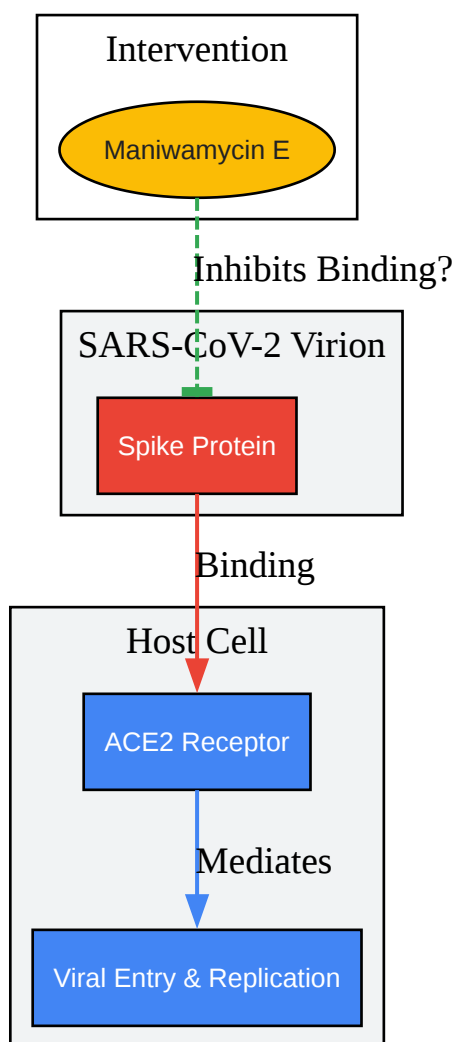 Intervention
Maniwamycin E
Inhibits Binding?
SARS-CoV-2 Virion
Spike Protein
Binding
Host Cell
ACE2 Receptor
Mediates
Viral Entry & Replication